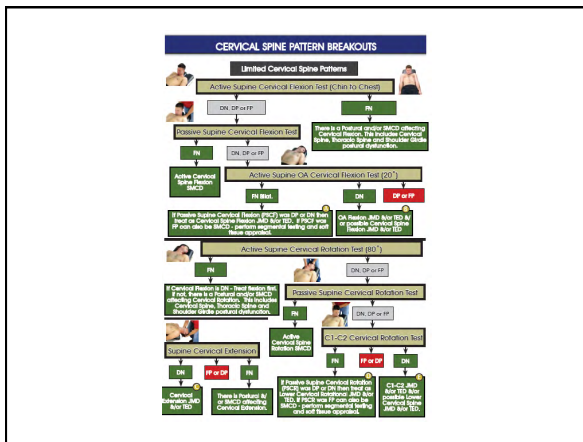 CERVICAL SPINE PATTERN BREAKOUTS
Limited Cervical Spine Patterns
Active Supine Cervical Flexion Test (Chin to Chest)
DN, DP or FP
FN
Passive Supine Cervical Flexion Test
There is a Postural and/or SMCD affecting
Cervical Flexion. This includes Cervical
Spine, Thoracic Spine and Shoulder Girdle
postural dysfunction.
FN
DN, DP or FP
Active Cervical
Spine Flexion
SMCD
Active Supine OA Cervical Flexion Test (20°)
FN Bilat.
DN
DP or FP
If Passive Supine Cervical Flexion (PSCF) was DP or DN then
treat as Cervical Spine Flexion JMD &/or TED. If PSCF was
FP can also be SMCD - perform segmental testing and soft
tissue appraisal.
OA Flexion JMD &/or TED &/
or possible Cervical Spine
Flexion JMD &/or TED
Active Supine Cervical Rotation Test (80°)
FN
DN, DP or FP
If Cervical Flexion is DN - Treat flexion first.
If not, there is a Postural and/or SMCD
affecting Cervical Rotation. This includes
Cervical Spine, Thoracic Spine and
Shoulder Girdle postural dysfunction.
Passive Supine Cervical Rotation Test
FN
DN, DP or FP
Active
Cervical Spine
Rotation SMCD
C1-C2 Cervical Rotation Test
Supine Cervical Extension
DN
FP or DP
FN
FN
FP or DP
DN
Cervical
Extension JMD
&/or TED
There is Postural &/
or SMCD affecting
Cervical Extension.
If Passive Supine Cervical Rotation
(PSCR) was DP or DN then treat as
Lower Cervical Rotational JMD &/or
TED. If PSCR was FP can also be
SMCD - perform segmental testing
and soft tissue appraisal.
C1-C2 JMD
&/or TED &/or
possible Lower
Cervical Spine
JMD &/or TED.